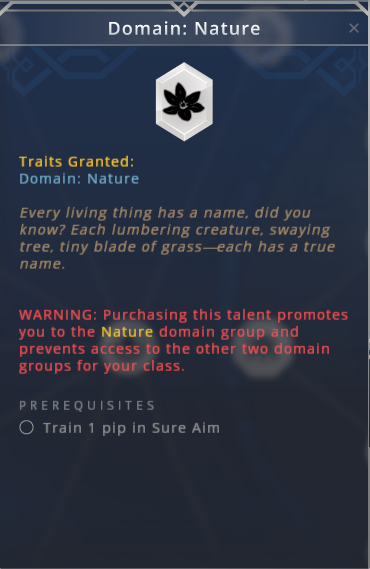 Domain: Nature
Traits Granted:
Domain: Nature
Every living thing has a name, did you
know? Each lumbering creature, swaying
tree, tiny blade of grass—each has a true
name.
WARNING: Purchasing this talent promotes
you to the Nature domain group and
prevents access to the other two domain
groups for your class.
PREREQUISITES
Train 1 pip in Sure Aim